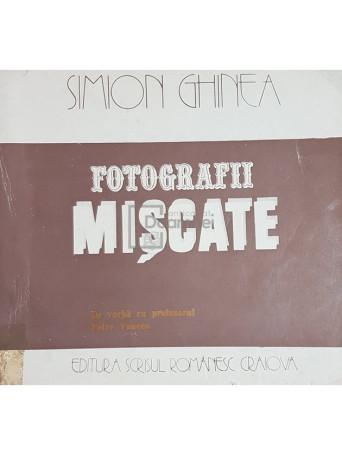 SIMION GHINEA
FOTOGRAFII
MIȘCATE
De vorbă cu profesorul
Petre Vancea
EDITURA SCRISUL ROMÂNESC CRAIOVA